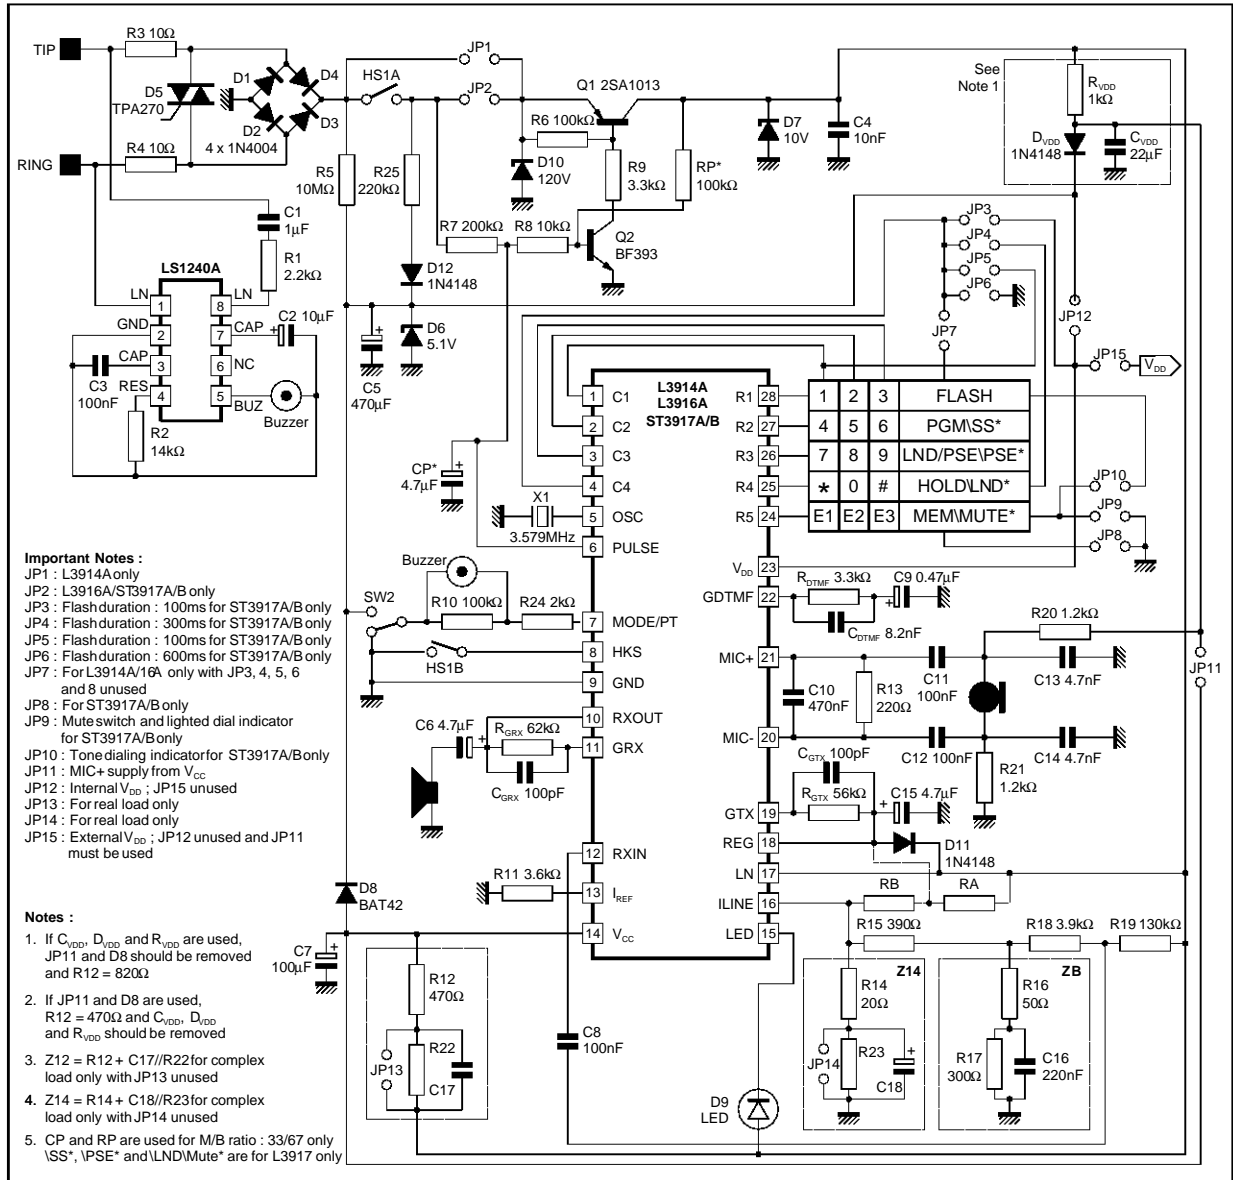 TIP
R3 10Ω
D5
TPA270
D1
D4
D2
D3
4 x 1N4004
R4 10Ω
RING
HS1A
JP1
JP2
Q1 2SA1013
R6 100kΩ
D10
120V
R9
3.3kΩ
RP*
100kΩ
D7
10V
C4
10nF
See
Note 1
RVDD
1kΩ
DVDD
1N4148
CVDD
22µF
R5
10MΩ
R25
220kΩ
R7 200kΩ
R8 10kΩ
Q2
BF393
D12
1N4148
D6
5.1V
C5
470µF
C1
1µF
R1
2.2kΩ
LS1240A
LN
1
8
LN
GND
2
7
CAP
C2 10µF
+
CAP
3
6
NC
RES
4
5
BUZ
Buzzer
C3
100nF
R2
14kΩ
JP3
JP4
JP5
JP6
JP7
JP12
JP15
VDD
L3914A
L3916A
ST3917A/B
1 C1
2 C2
3 C3
4 C4
5 OSC
6 PULSE
7 MODE/PT
8 HKS
9 GND
10 RXOUT
11 GRX
12 RXIN
13 IREF
14 VCC
R1 28
R2 27
R3 26
R4 25
R5 24
VDD 23
GDTMF 22
MIC+ 21
MIC- 20
GTX 19
REG 18
LN 17
ILINE 16
LED 15
1 2 3 FLASH
4 5 6 PGM\SS*
7 8 9 LND/PSE\PSE*
* 0 # HOLD\LND*
E1 E2 E3 MEM\MUTE*
JP10
JP9
JP8
CP*
4.7µF
+
X1
3.579MHz
Buzzer
SW2
R10 100kΩ
R24 2kΩ
HS1B
C6 4.7µF
+
RGRX 62kΩ
CGRX 100pF
R11 3.6kΩ
RDTMF 3.3kΩ
C9 0.47µF
+
CDTMF 8.2nF
R20 1.2kΩ
JP11
C10
470nF
R13
220Ω
C11
100nF
C13 4.7nF
C12 100nF
C14 4.7nF
R21
1.2kΩ
CGTX 100pF
RGTX 56kΩ
C15 4.7µF
+
D11
1N4148
RB
RA
R15 390Ω
R18 3.9kΩ
R19 130kΩ
Z14
R14
20Ω
JP14
R23
+
C18
ZB
R16
50Ω
R17
300Ω
C16
220nF
D8
BAT42
C7
100µF
+
R12
470Ω
JP13
R22
C17
C8
100nF
D9
LED
Important Notes :
JP1 : L3914A only
JP2 : L3916A/ST3917A/B only
JP3 : Flash duration : 100ms for ST3917A/B only
JP4 : Flash duration : 300ms for ST3917A/B only
JP5 : Flash duration : 100ms for ST3917A/B only
JP6 : Flash duration : 600ms for ST3917A/B only
JP7 : For L3914A/16A only with JP3, 4, 5, 6
and 8 unused
JP8 : For ST3917A/B only
JP9 : Mute switch and lighted dial indicator
for ST3917A/B only
JP10 : Tone dialing indicator for ST3917A/B only
JP11 : MIC+ supply from VCC
JP12 : Internal VDD ; JP15 unused
JP13 : For real load only
JP14 : For real load only
JP15 : External VDD ; JP12 unused and JP11
must be used
Notes :
1. If CVDD, DVDD and RVDD are used,
JP11 and D8 should be removed
and R12 = 820Ω
2. If JP11 and D8 are used,
R12 = 470Ω and CVDD, DVDD
and RVDD should be removed
3. Z12 = R12 + C17//R22 for complex
load only with JP13 unused
4. Z14 = R14 + C18//R23 for complex
load only with JP14 unused
5. CP and RP are used for M/B ratio : 33/67 only
\SS*, \PSE* and \LND\Mute* are for L3917 only